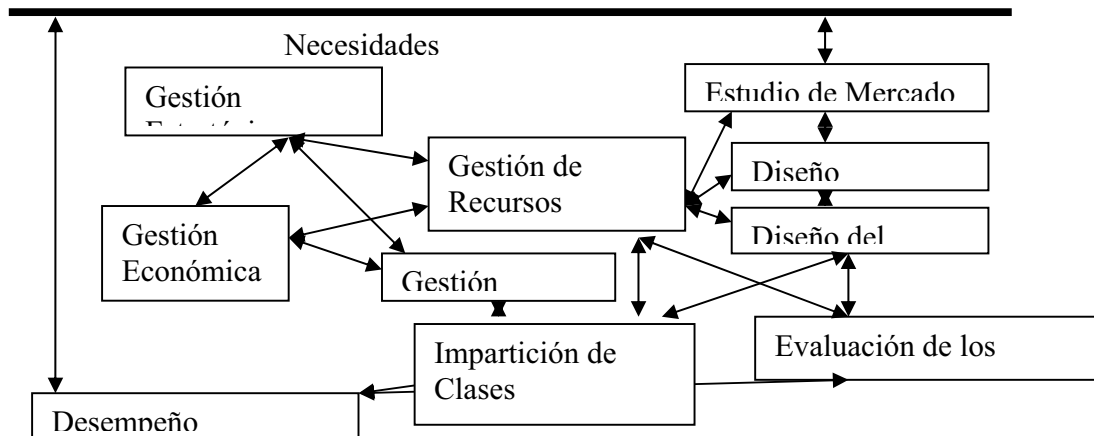 Necesidades
Gestión
Estudio de Mercado
Gestión de
Recursos
Diseño
Diseño del
Gestión
Económica
Gestión
Impartición de
Clases
Evaluación de los
Desempeño